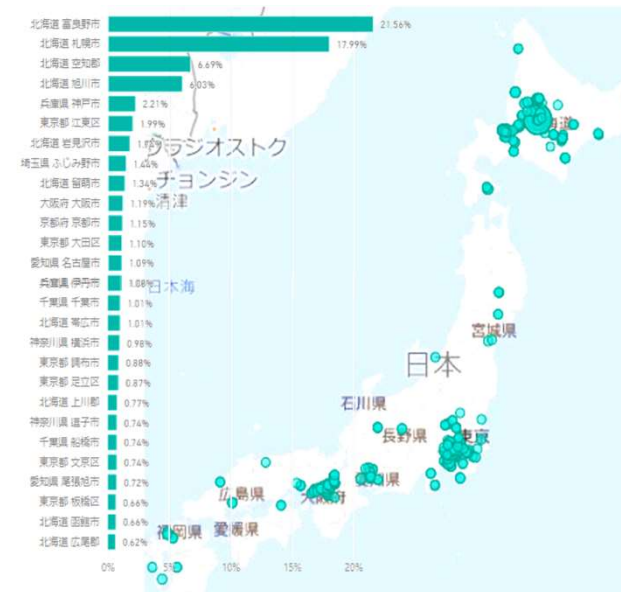 北海道 富良野市 21.56%
北海道 札幌市 17.99%
北海道 空知郡 6.69%
北海道 旭川市 6.03%
兵庫県 神戸市 2.21%
東京都 江東区 1.99%
北海道 岩見沢市
埼玉県 ふじみ野市 1.44%
北海道 留萌市 1.34%
大阪府 大阪市 1.19%
京都府 京都市 1.15%
東京都 大田区 1.10%
愛知県 名古屋市 1.09%
兵庫県 伊丹市 1.08%
千葉県 千葉市 1.01%
北海道 帯広市 1.01%
神奈川県 横浜市 0.98%
東京都 調布市 0.88%
東京都 足立区 0.87%
北海道 上川郡 0.77%
神奈川県 逗子市 0.74%
千葉県 船橋市 0.74%
東京都 文京区 0.74%
愛知県 尾張旭市 0.72%
東京都 板橋区 0.66%
北海道 函館市 0.66%
北海道 広尾郡 0.62%
0% 5% 10% 15% 20%
ウラジオストク
チョンジン
清津
日本海
日本
宮城県
石川県
長野県
東京
大阪府
福岡県
愛媛県